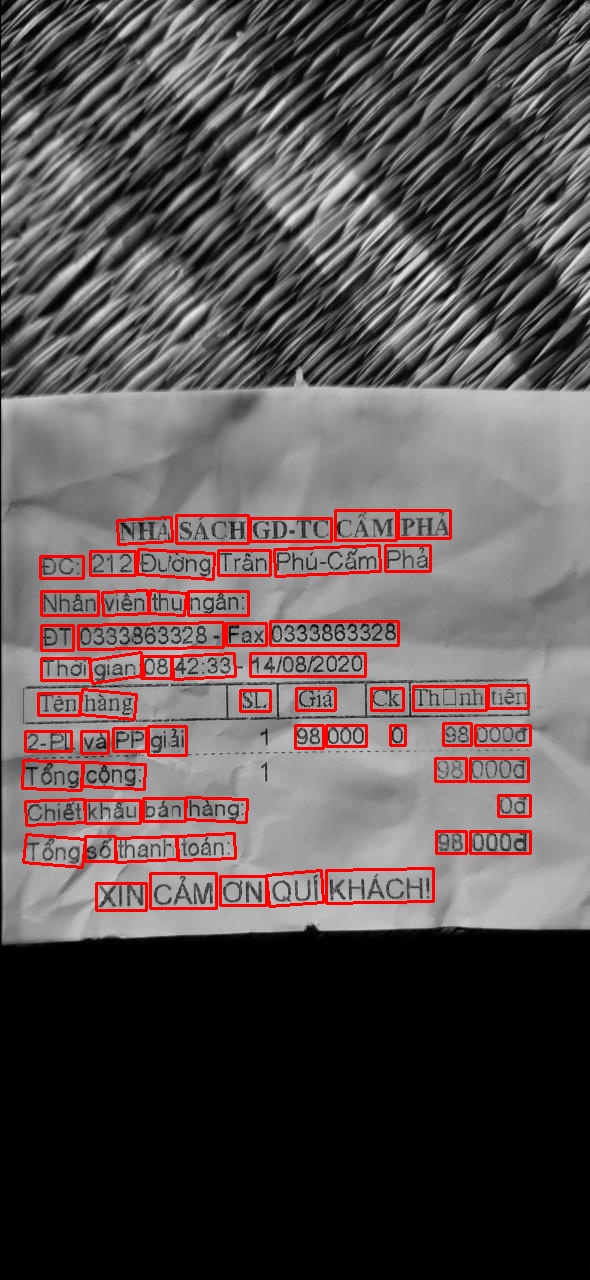 NHÀ SÁCH GD-TC CẨM PHẢ
ĐC: 212 Đường Trần Phú-Cẩm Phả
Nhân viên thu ngân:
ĐT 0333863328 - Fax 0333863328
Thời gian 08 42:33 - 14/08/2020
Tên hàng SL Giá Ck Th□nh tiền
2-PL và PP giải 1 98 000 0 98 000đ
Tổng cộng: 1 98 000đ
Chiết khấu bán hàng: 0đ
Tổng số thanh toán: 98 000đ
XIN CẢM ƠN QUÍ KHÁCH!